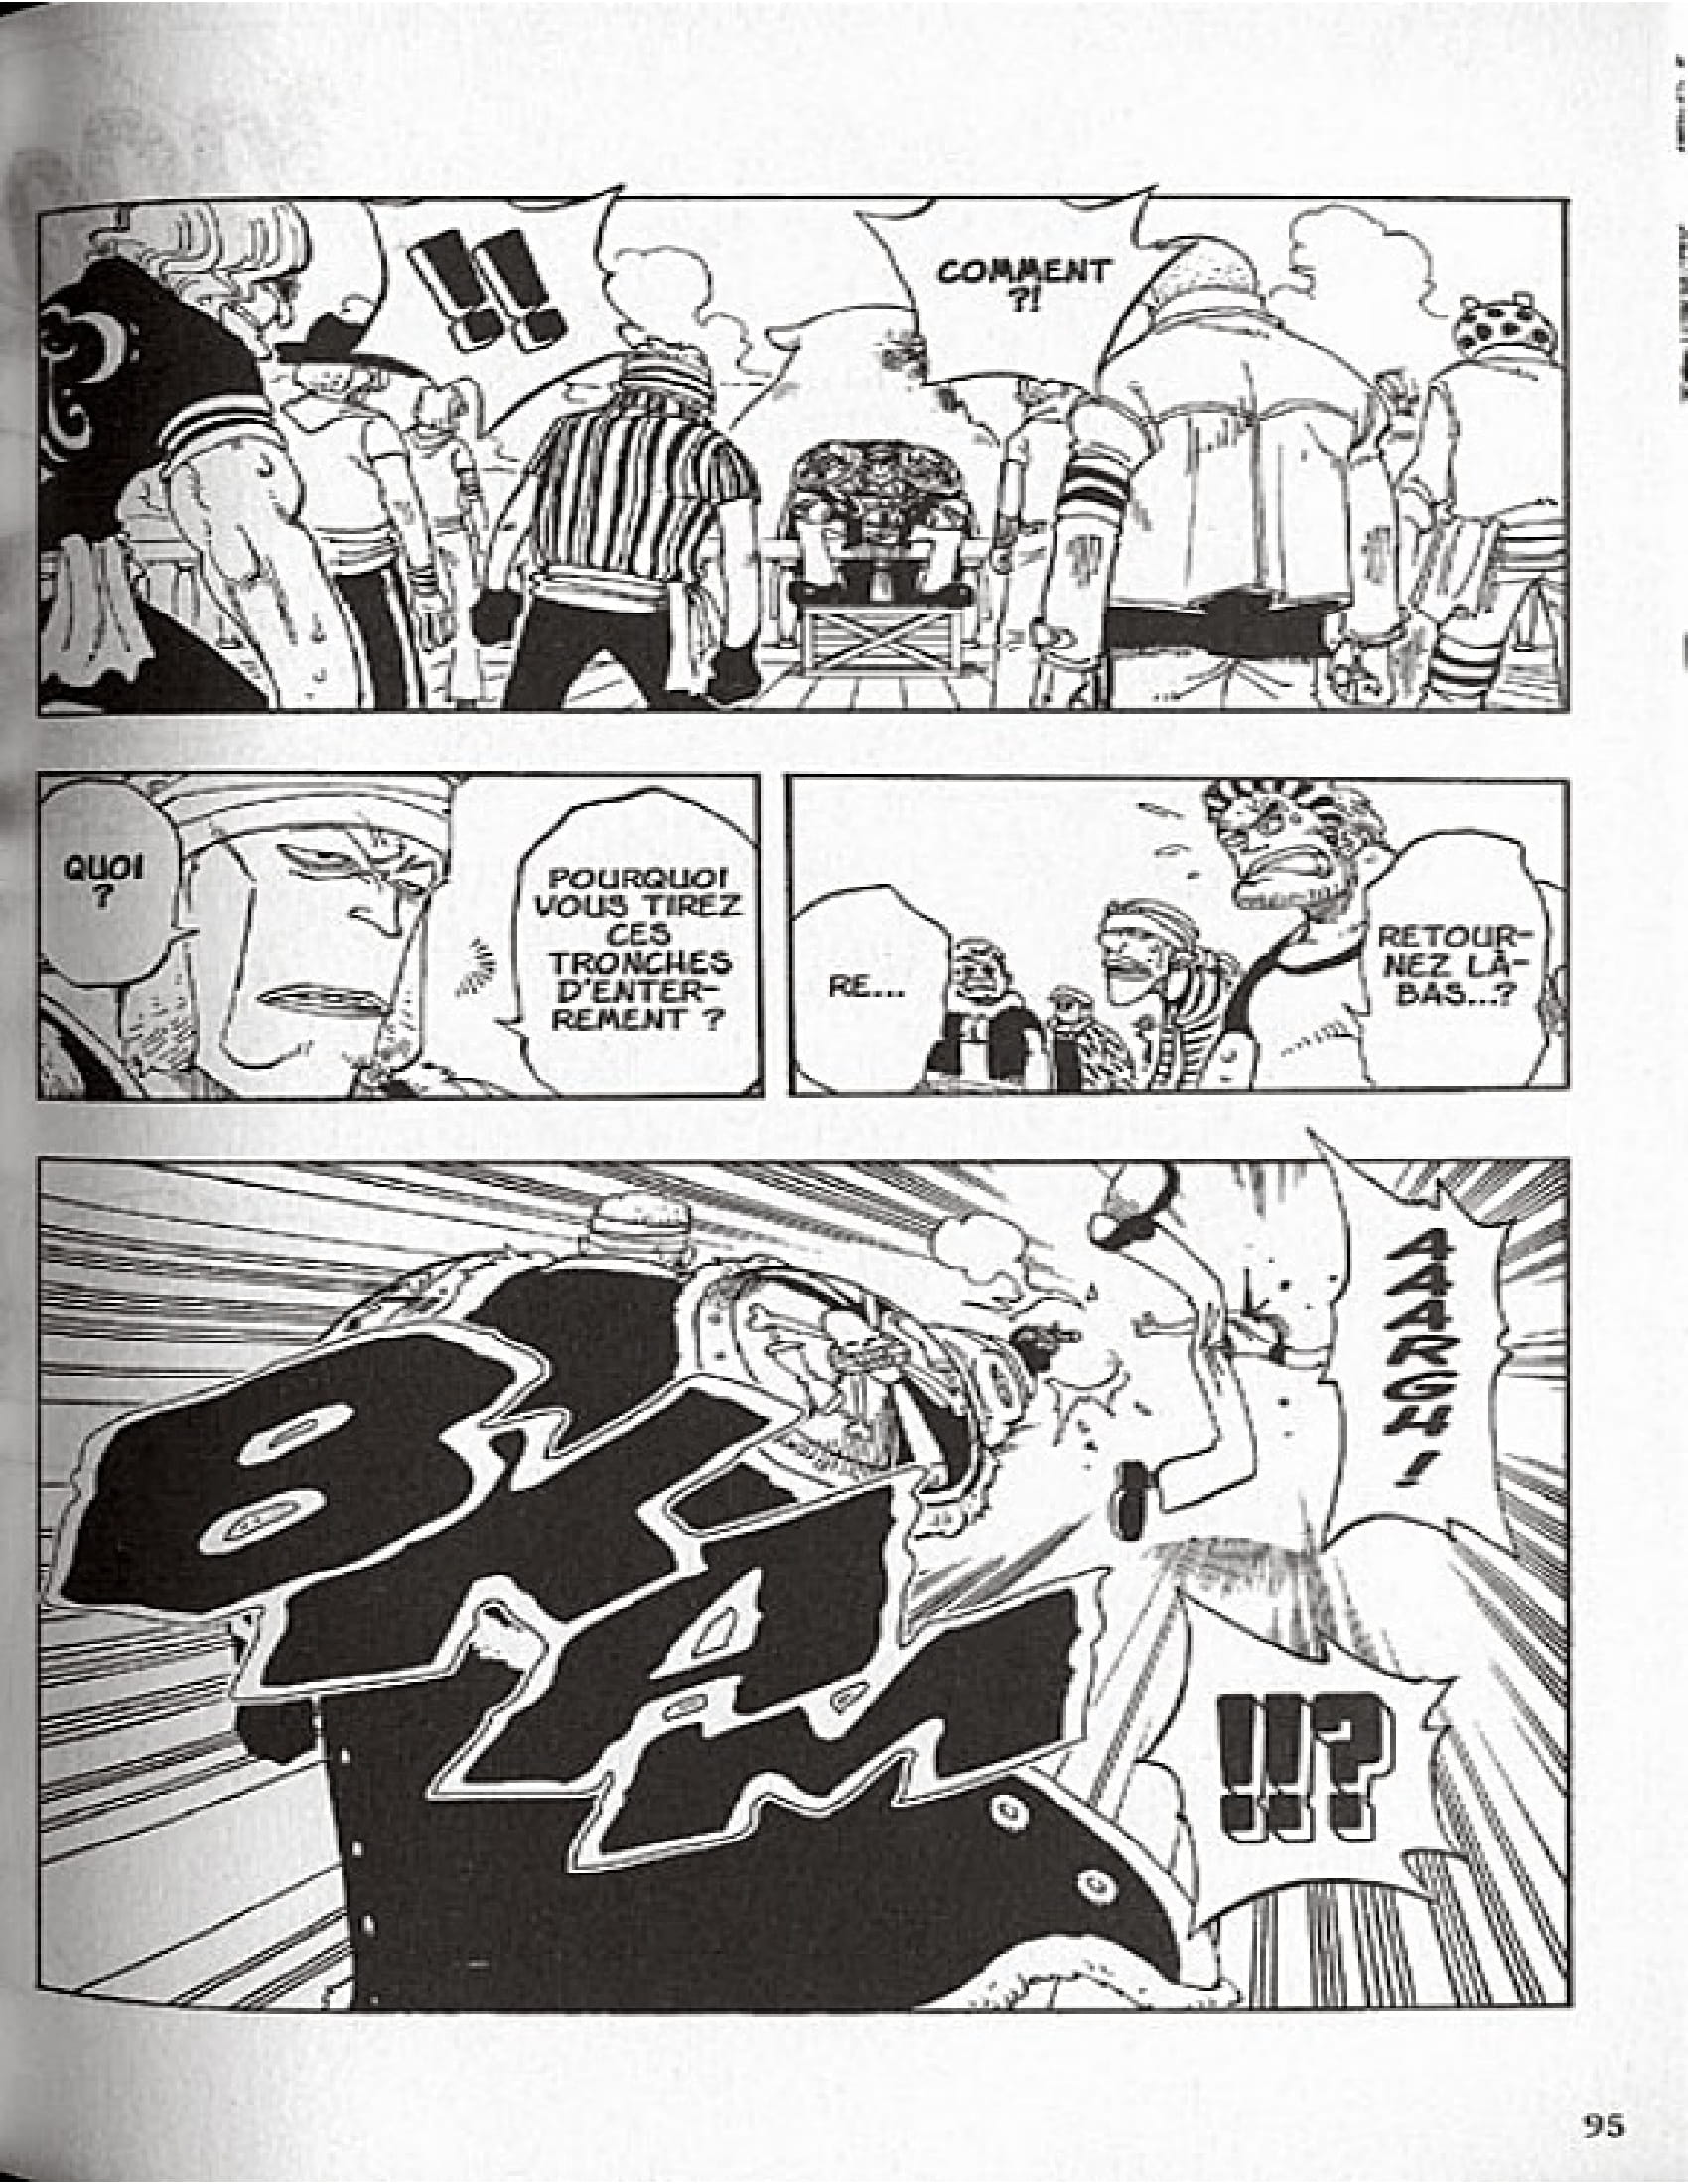 COMMENT
?!
!!
RETOUR-
NEZ LÀ-
BAS...?
RE...
POURQUOI
VOUS TIREZ
CES
TRONCHES
D'ENTER-
REMENT ?
QUOI
?
AAARGH!
BLAM
!!?
95